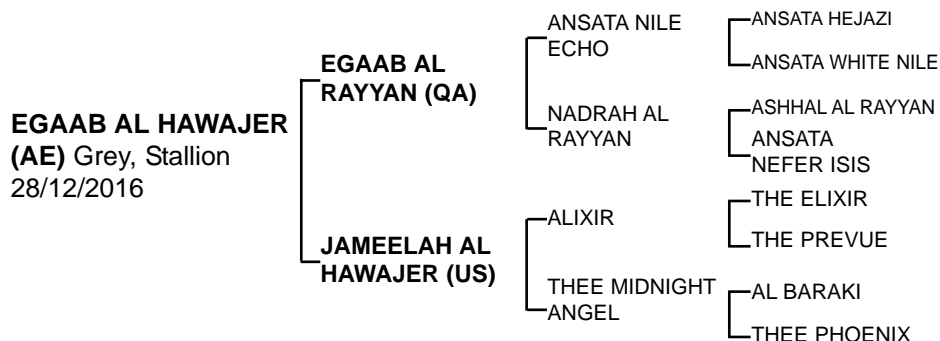 EGAAB AL HAWAJER
(AE) Grey, Stallion
28/12/2016
EGAAB AL
RAYYAN (QA)
JAMEELAH AL
HAWAJER (US)
ANSATA NILE
ECHO
NADRAH AL
RAYYAN
ALIXIR
THEE MIDNIGHT
ANGEL
ANSATA HEJAZI
ANSATA WHITE NILE
ASHHAL AL RAYYAN
ANSATA
NEFER ISIS
THE ELIXIR
THE PREVUE
AL BARAKI
THEE PHOENIX